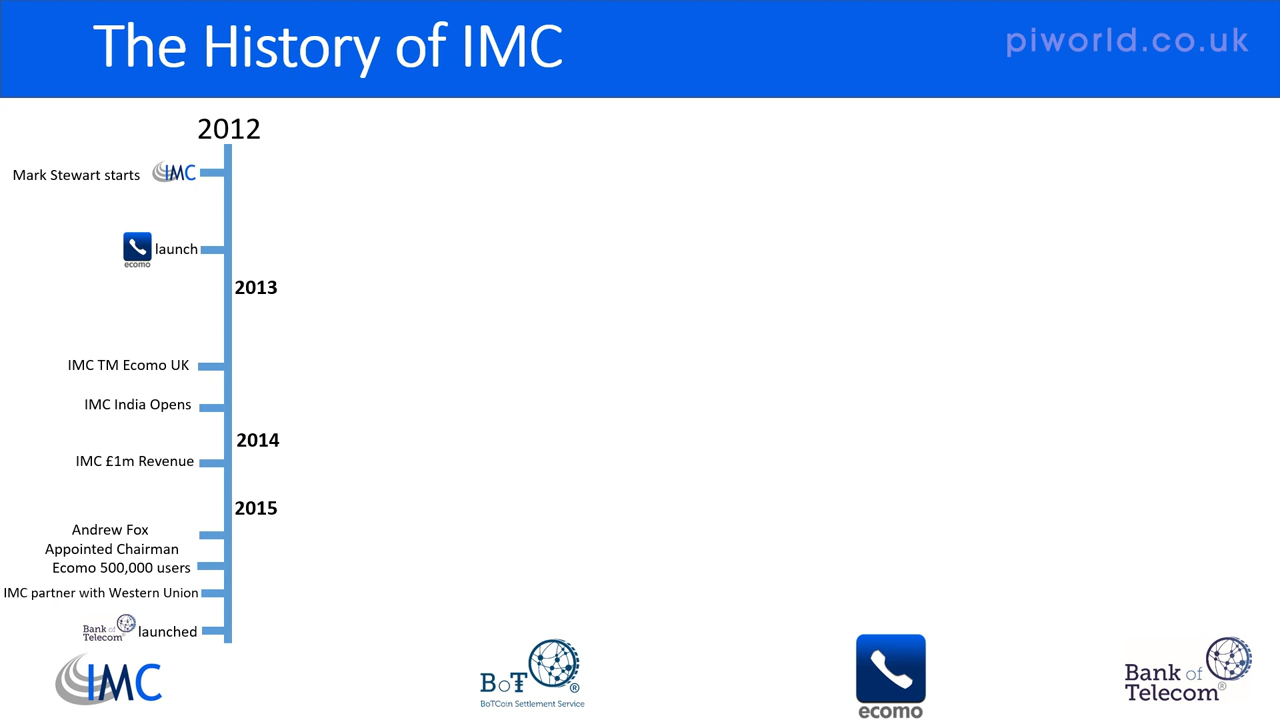 The History of IMC
piworld.co.uk
2012
Mark Stewart starts IMC
ecomo launch
2013
IMC TM Ecomo UK
IMC India Opens
2014
IMC £1m Revenue
2015
Andrew Fox
Appointed Chairman
Ecomo 500,000 users
IMC partner with Western Union
Bank of
Telecom® launched
IMC
BoT®
BoTCoin Settlement Service
ecomo
Bank of
Telecom®